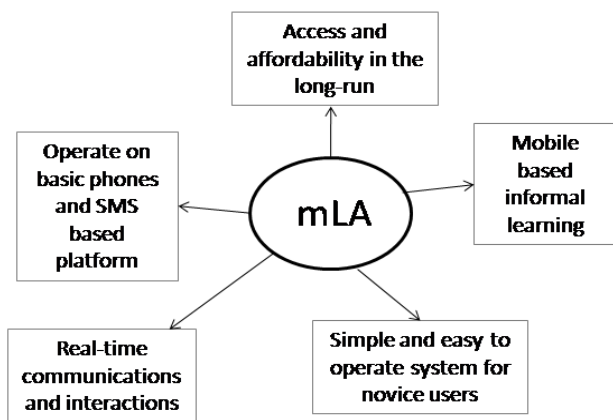 Access and
affordability in the
long-run
Operate on
basic phones
and SMS
based
platform
mLA
Mobile
based
informal
learning
Real-time
communications
and interactions
Simple and easy to
operate system for
novice users